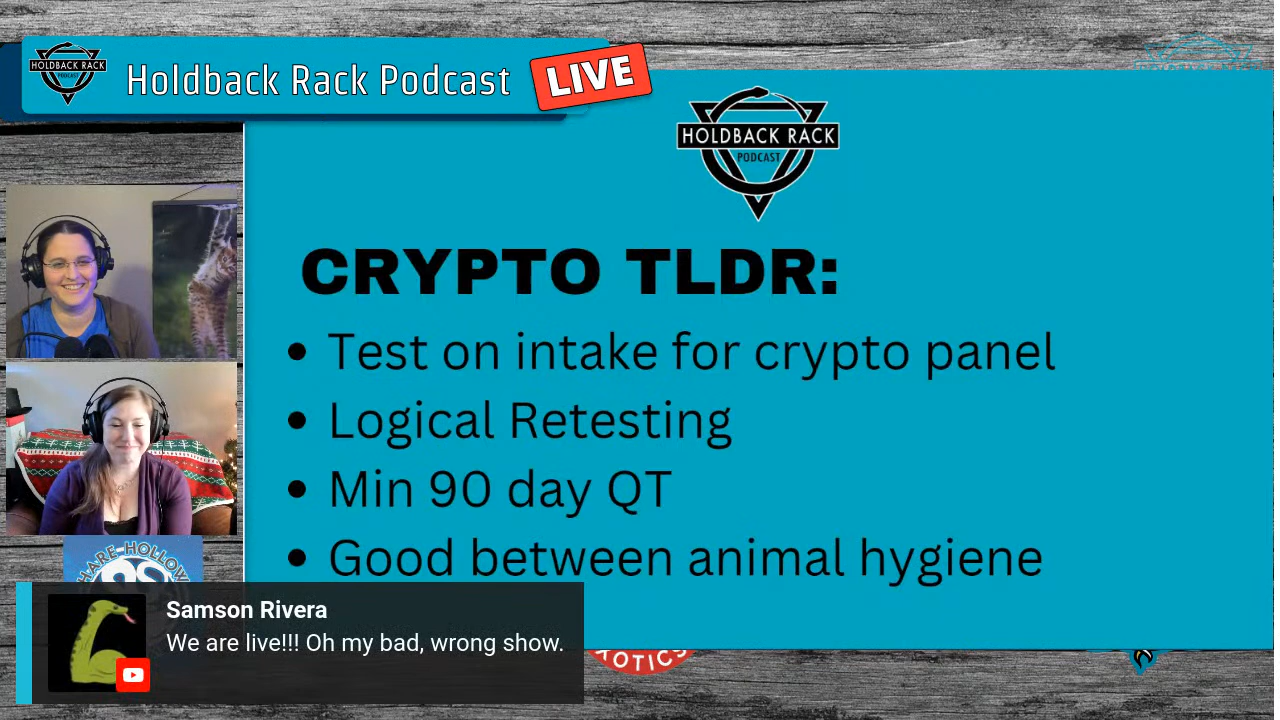 HOLDBACK RACK
PODCAST
Holdback Rack Podcast
LIVE
HOLDBACK RACK
PODCAST
CRYPTO TLDR:
• Test on intake for crypto panel
• Logical Retesting
• Min 90 day QT
• Good between animal hygiene
HARE HOLLOW
Samson Rivera
We are live!!! Oh my bad, wrong show.